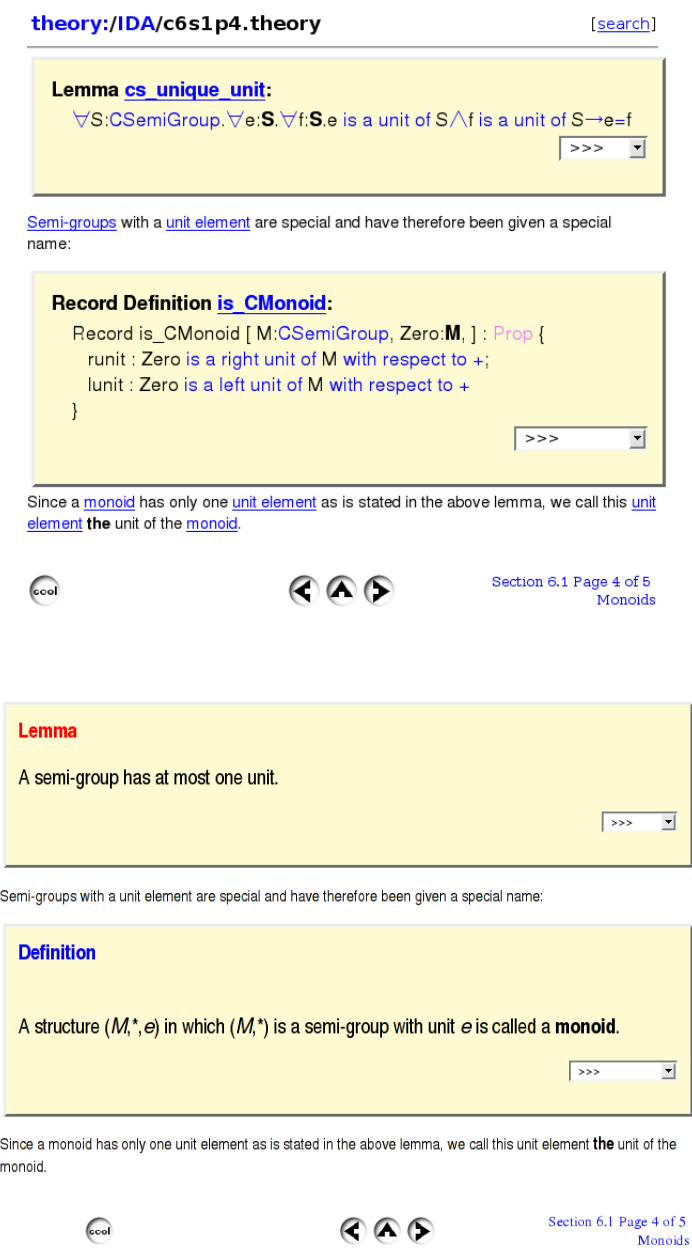 theory:/IDA/c6s1p4.theory [search]
Lemma cs_unique_unit:
∀S:CSemiGroup.∀e:S.∀f:S.e is a unit of S∧f is a unit of S→e=f
>>>
Semi-groups with a unit element are special and have therefore been given a special
name:
Record Definition is_CMonoid:
Record is_CMonoid [ M:CSemiGroup, Zero:M, ] : Prop {
runit : Zero is a right unit of M with respect to +;
lunit : Zero is a left unit of M with respect to +
}
>>>
Since a monoid has only one unit element as is stated in the above lemma, we call this unit
element the unit of the monoid.
cool
Section 6.1 Page 4 of 5
Monoids
Lemma
A semi-group has at most one unit.
>>>
Semi-groups with a unit element are special and have therefore been given a special name:
Definition
A structure (M,*,e) in which (M,*) is a semi-group with unit e is called a monoid.
>>>
Since a monoid has only one unit element as is stated in the above lemma, we call this unit element the unit of the
monoid.
cool
Section 6.1 Page 4 of 5
Monoids